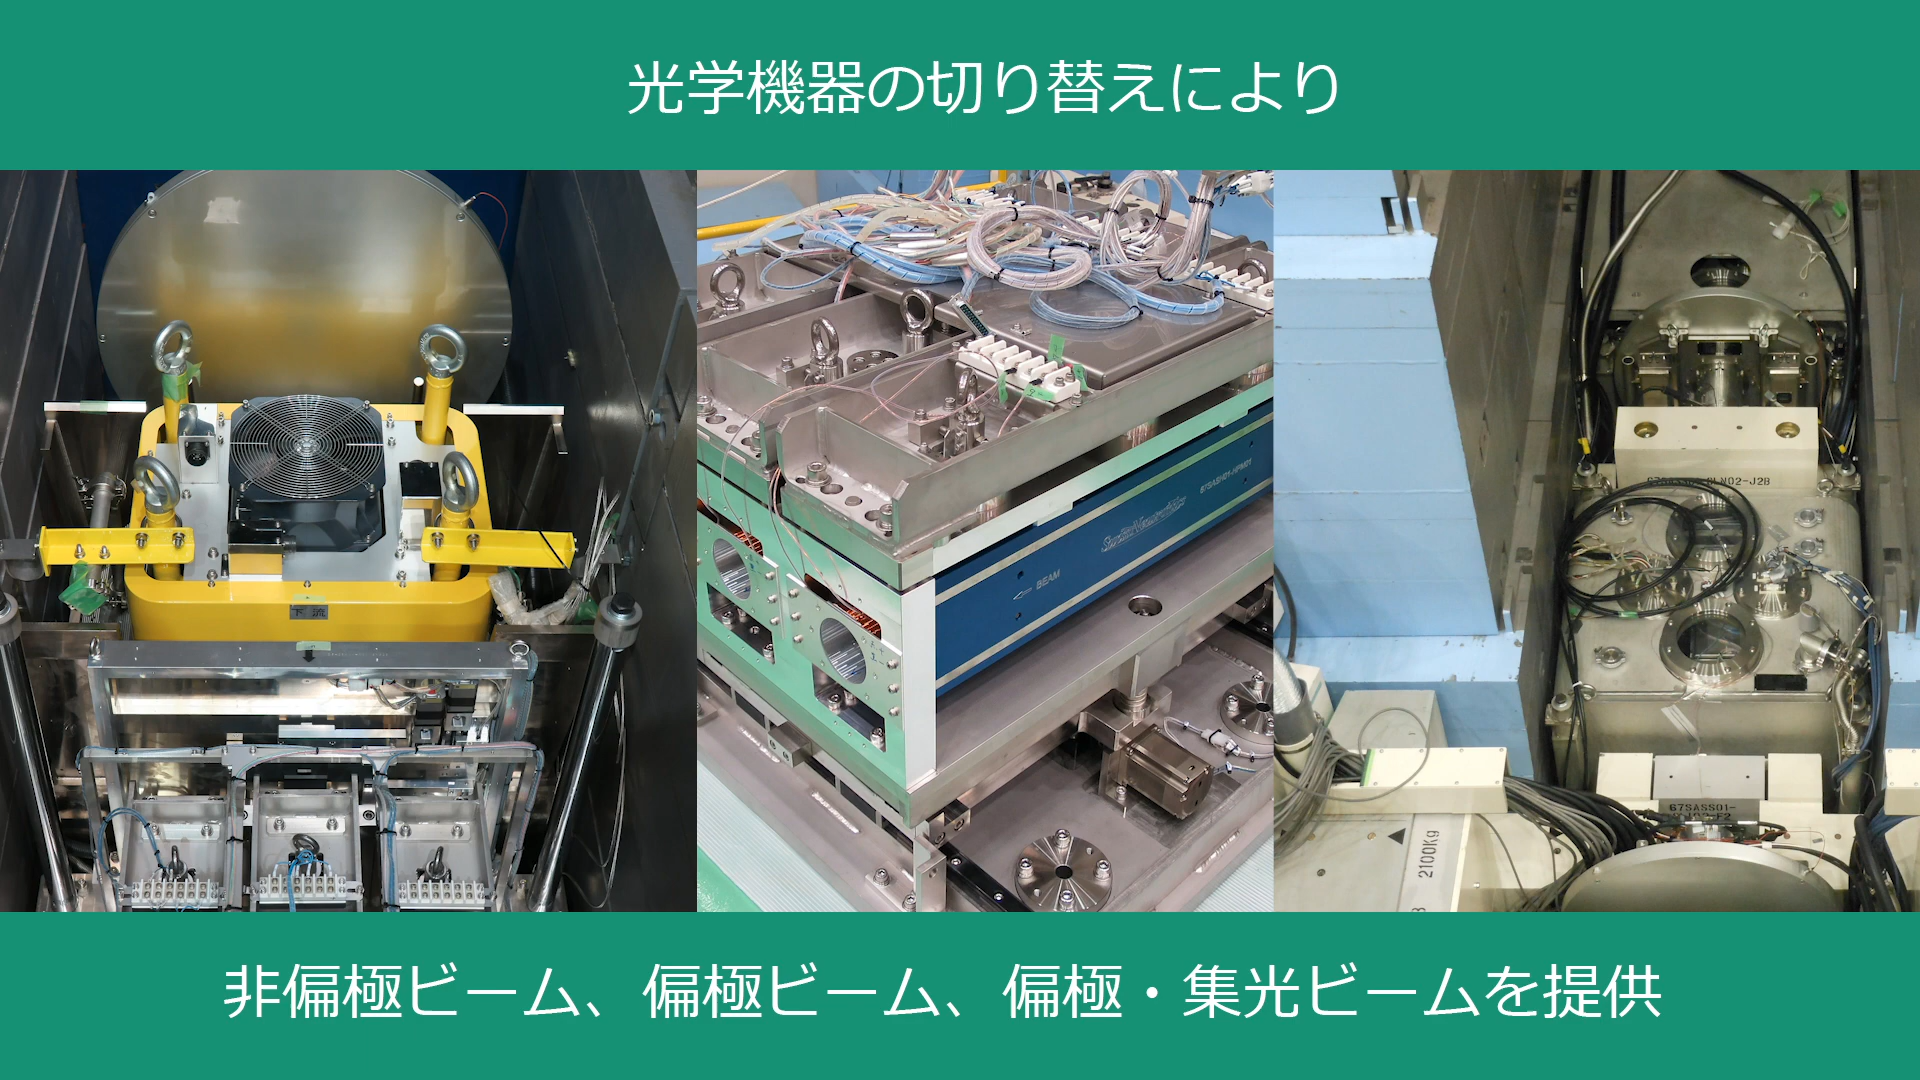 光学機器の切り替えにより
下 流
BEAM
67SASS01-
2100Kg
非偏極ビーム、偏極ビーム、偏極・集光ビームを提供